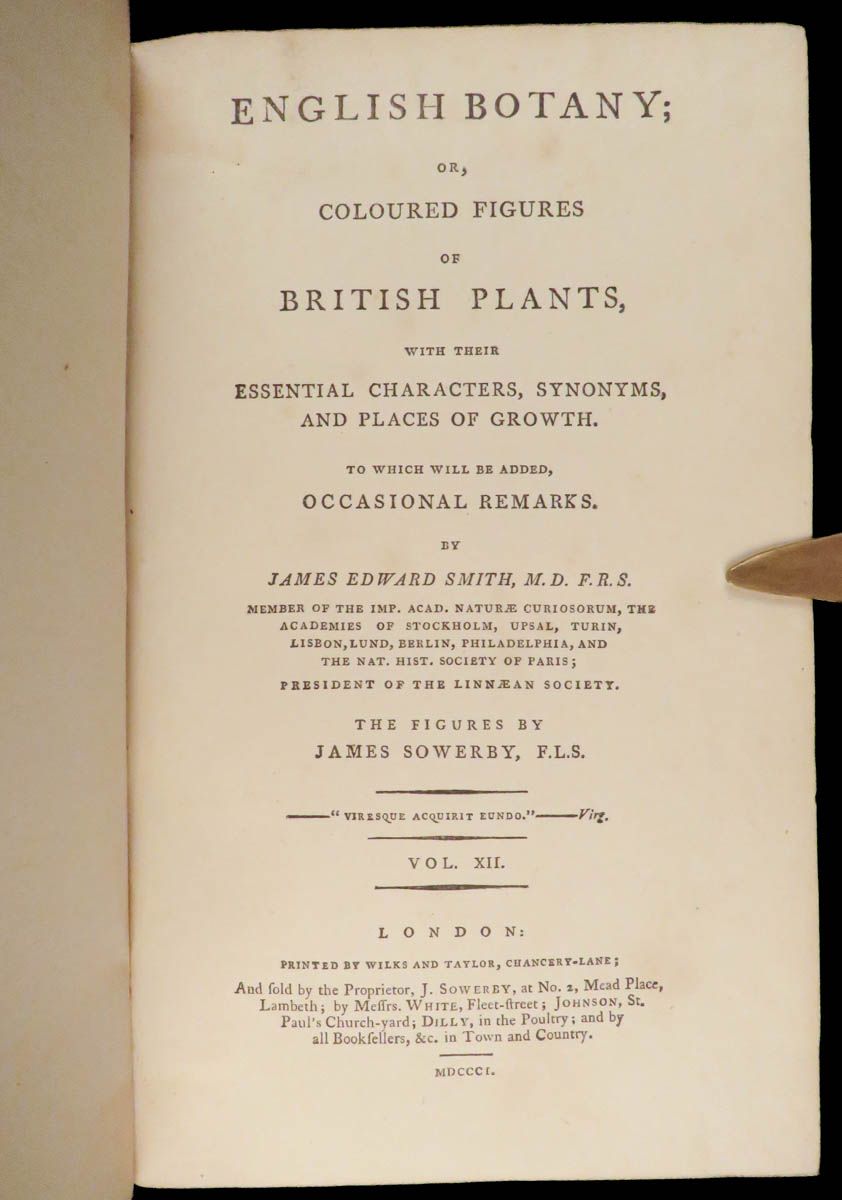 ENGLISH BOTANY;
OR,
COLOURED FIGURES
OF
BRITISH PLANTS,
WITH THEIR
ESSENTIAL CHARACTERS, SYNONYMS,
AND PLACES OF GROWTH.
TO WHICH WILL BE ADDED,
OCCASIONAL REMARKS.
BY
JAMES EDWARD SMITH, M.D. F.R.S.
MEMBER OF THE IMP. ACAD. NATURÆ CURIOSORUM, THE
ACADEMIES OF STOCKHOLM, UPSAL, TURIN,
LISBON, LUND, BERLIN, PHILADELPHIA, AND
THE NAT. HIST. SOCIETY OF PARIS;
PRESIDENT OF THE LINNÆAN SOCIETY.
THE FIGURES BY
JAMES SOWERBY, F.L.S.
——“ VIRESQUE ACQUIRIT EUNDO.”——Virg.
VOL. XII.
LONDON:
PRINTED BY WILKS AND TAYLOR, CHANCERY-LANE;
And ſold by the Proprietor, J. SOWERBY, at No. 2, Mead Place,
Lambeth; by Meſſrs. WHITE, Fleet-ſtreet; JOHNSON, St.
Paul's Church-yard; DILLY, in the Poultry; and by
all Bookſellers, &c. in Town and Country.
MDCCCI.